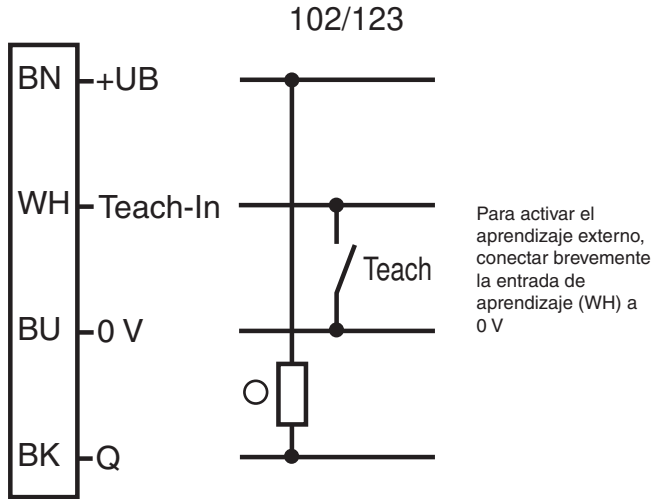 102/123
BN +UB
WH Teach-In
Teach
BU 0 V
BK Q
Para activar el
aprendizaje externo,
conectar brevemente
la entrada de
aprendizaje (WH) a
0 V